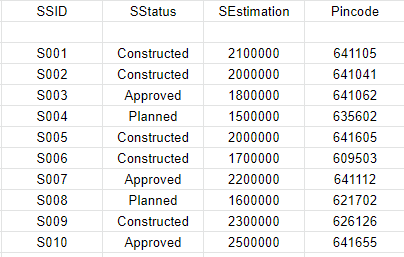 SSID SStatus SEstimation Pincode
S001 Constructed 2100000 641105
S002 Constructed 2000000 641041
S003 Approved 1800000 641062
S004 Planned 1500000 635602
S005 Constructed 2000000 641605
S006 Constructed 1700000 609503
S007 Approved 2200000 641112
S008 Planned 1600000 621702
S009 Constructed 2300000 626126
S010 Approved 2500000 641655